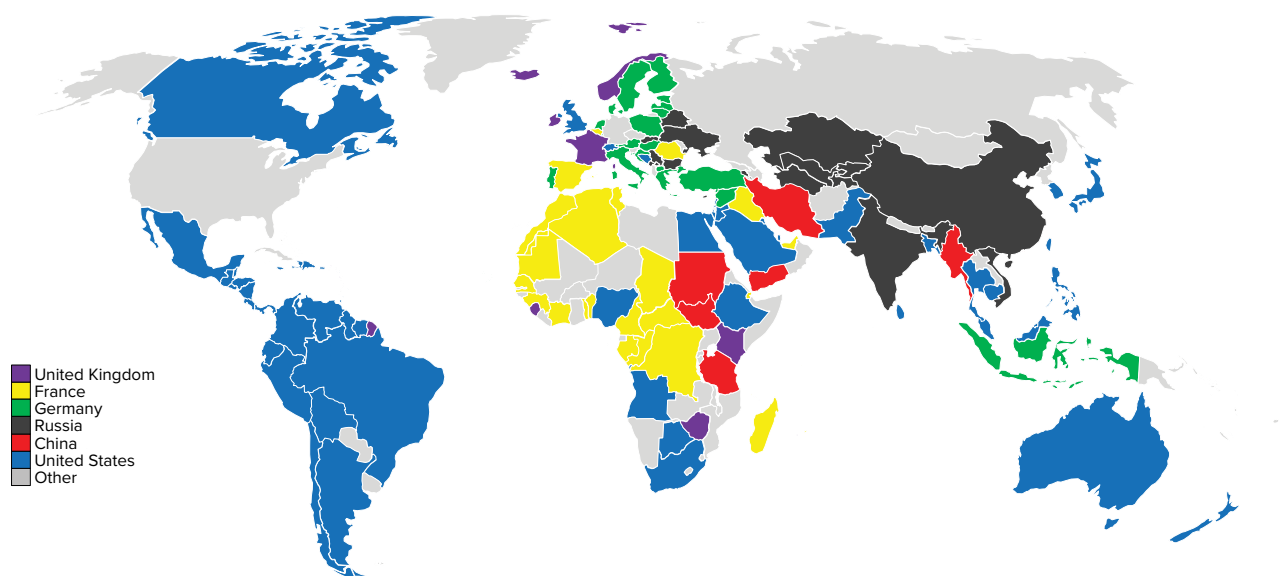 United Kingdom
France
Germany
Russia
China
United States
Other